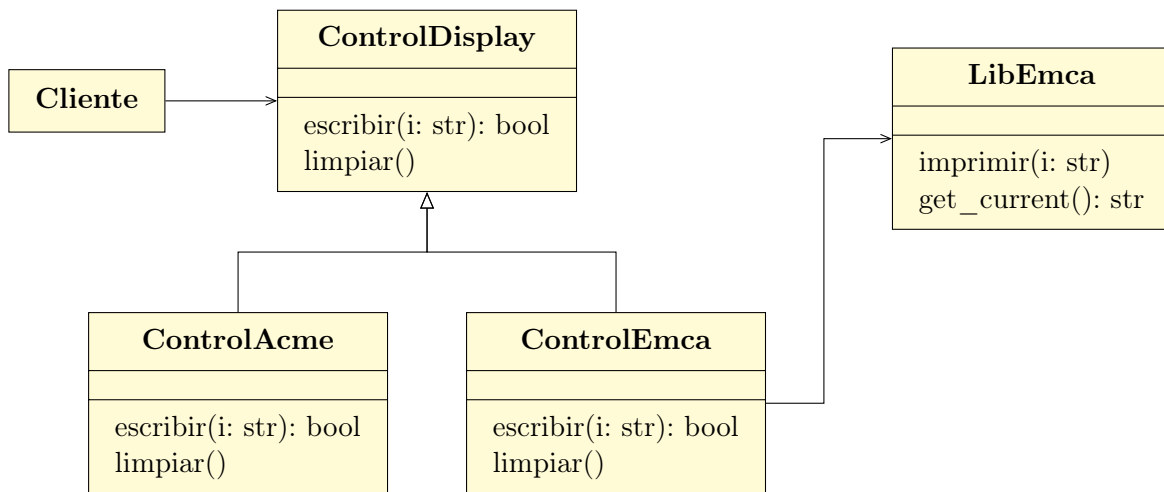 ControlDisplay
escribir(i: str): bool
limpiar()
Cliente
LibEmca
imprimir(i: str)
get_current(): str
ControlAcme
escribir(i: str): bool
limpiar()
ControlEmca
escribir(i: str): bool
limpiar()